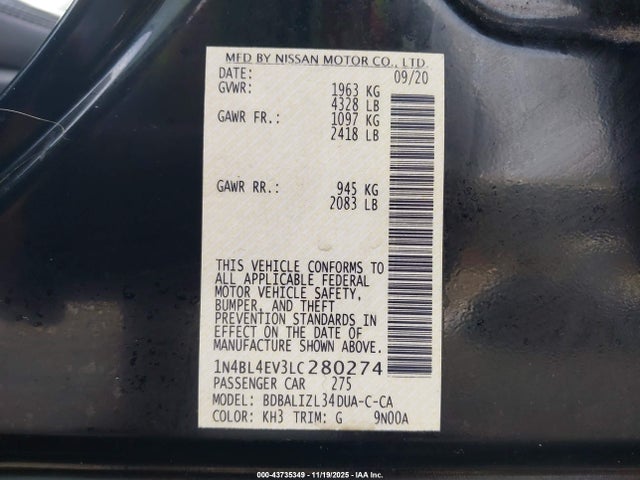 MFD BY NISSAN MOTOR CO., LTD.
DATE: 09/20
GVWR: 1963 KG
4328 LB
GAWR FR.: 1097 KG
2418 LB
GAWR RR.: 945 KG
2083 LB
THIS VEHICLE CONFORMS TO
ALL APPLICABLE FEDERAL
MOTOR VEHICLE SAFETY,
BUMPER, AND THEFT
PREVENTION STANDARDS IN
EFFECT ON THE DATE OF
MANUFACTURE SHOWN ABOVE.
1N4BL4EV3LC280274
PASSENGER CAR 275
MODEL: BDBALIZL34DUA-C-CA
COLOR: KH3 TRIM: G 9N00A
000-43735349 - 11/19/2025 - IAA Inc.